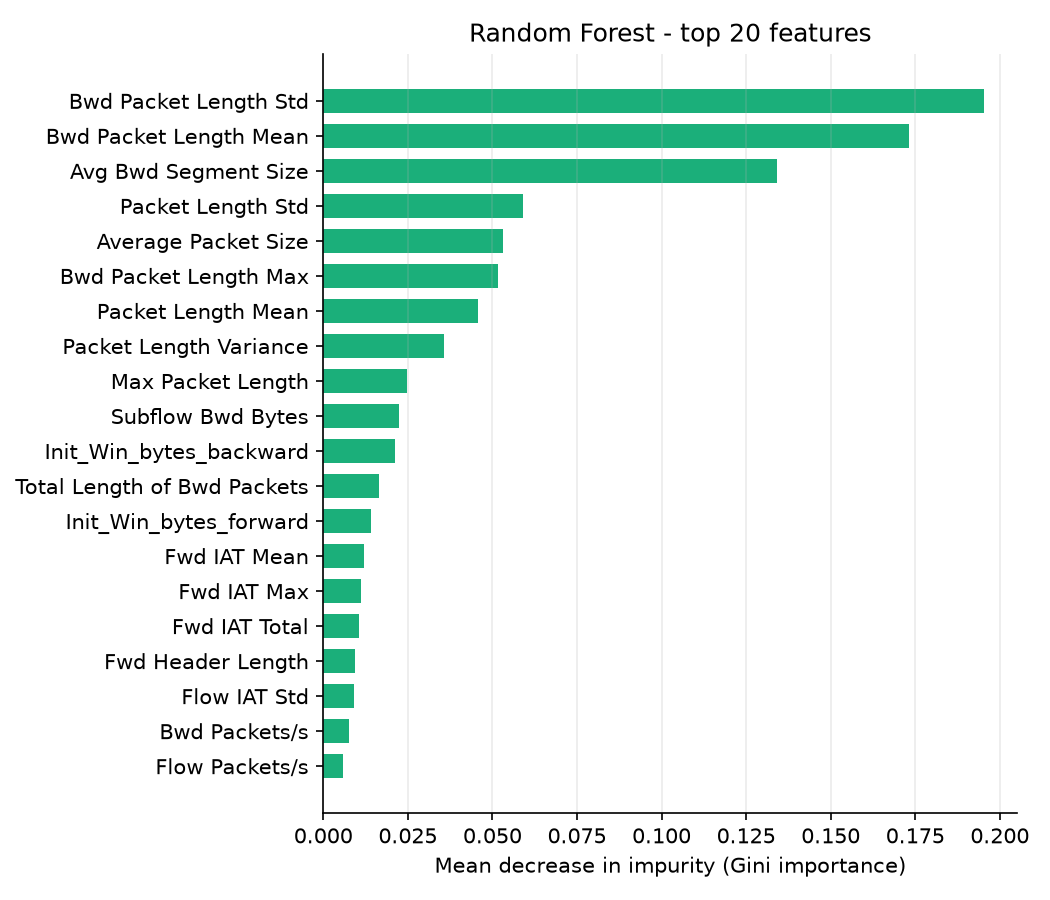 Random Forest - top 20 features
Bwd Packet Length Std
Bwd Packet Length Mean
Avg Bwd Segment Size
Packet Length Std
Average Packet Size
Bwd Packet Length Max
Packet Length Mean
Packet Length Variance
Max Packet Length
Subflow Bwd Bytes
Init_Win_bytes_backward
Total Length of Bwd Packets
Init_Win_bytes_forward
Fwd IAT Mean
Fwd IAT Max
Fwd IAT Total
Fwd Header Length
Flow IAT Std
Bwd Packets/s
Flow Packets/s
0.000 0.025 0.050 0.075 0.100 0.125 0.150 0.175 0.200
Mean decrease in impurity (Gini importance)